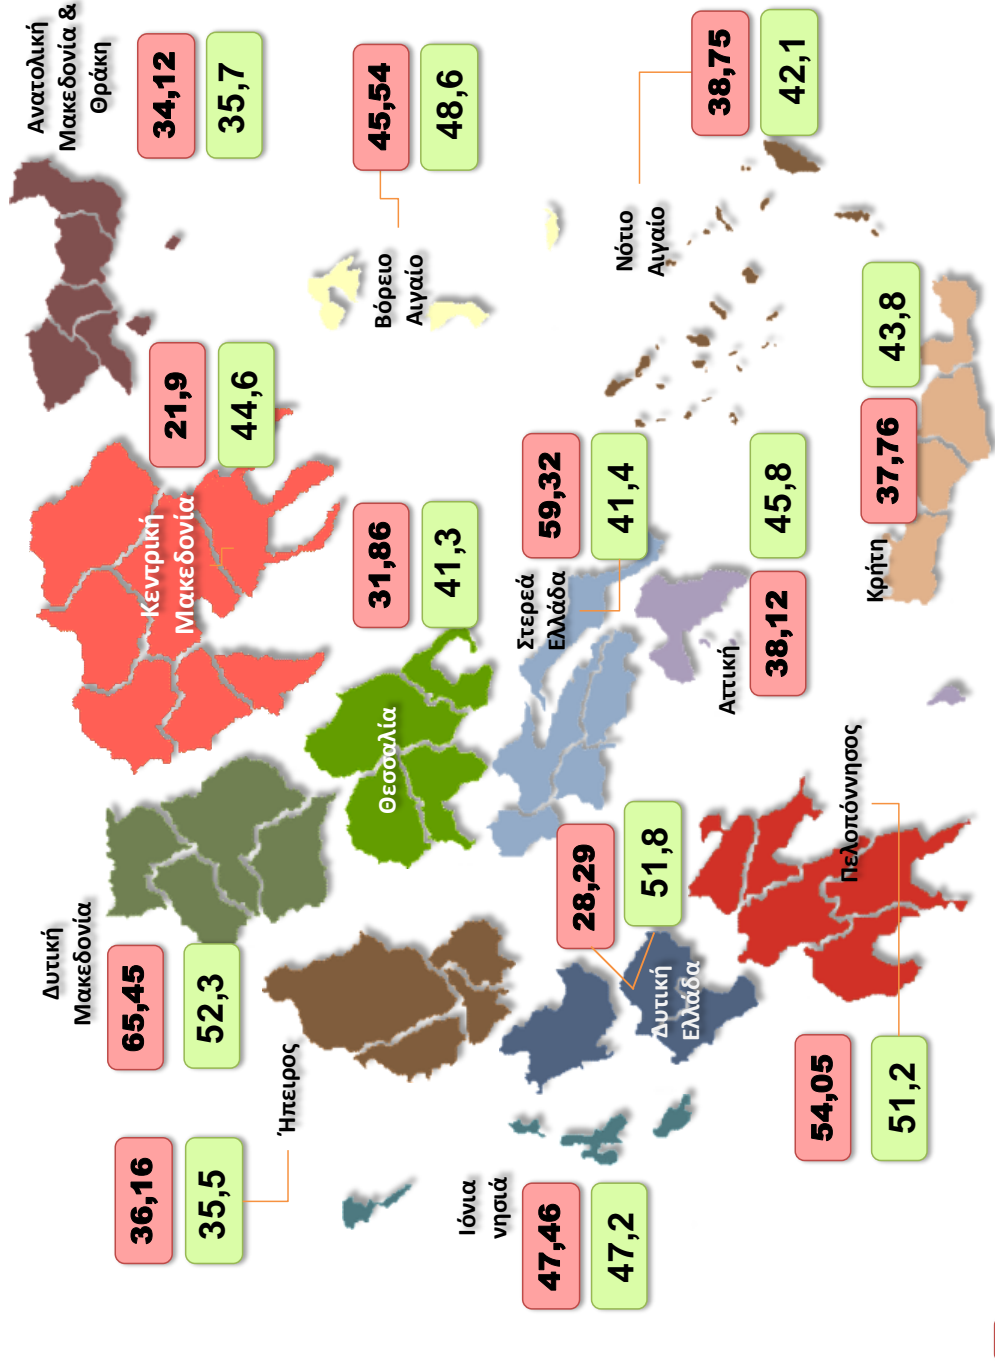 Ανατολική
Μακεδονία &
Θράκη
34,12
35,7
21,9
44,6
Κεντρική
Μακεδονία
Δυτική
Μακεδονία
65,45
52,3
36,16
35,5
Ήπειρος
45,54
48,6
Βόρειο
Αιγαίο
31,86
41,3
Θεσσαλία
Ιόνια
νησιά
47,46
47,2
59,32
41,4
Στερεά
Ελλάδα
28,29
51,8
Δυτική
Ελλάδα
38,75
42,1
Νότιο
Αιγαίο
45,8
38,12
Αττική
54,05
51,2
Πελοπόννησος
43,8
37,76
Κρήτη